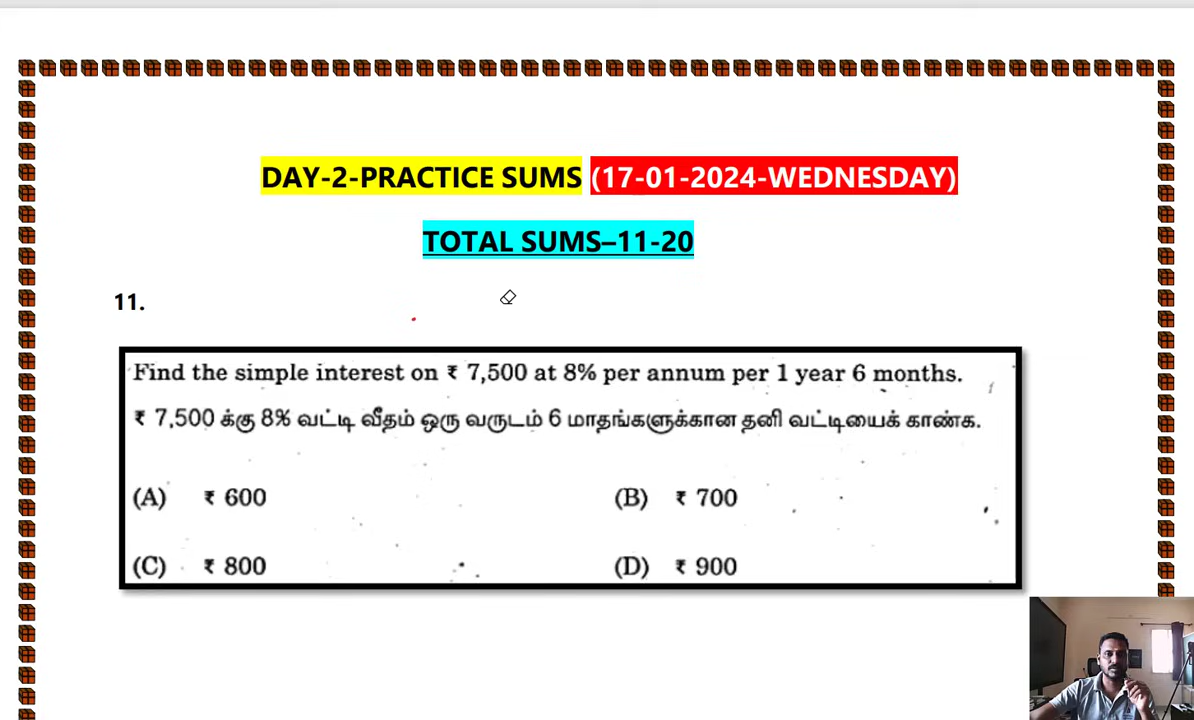 DAY-2-PRACTICE SUMS (17-01-2024-WEDNESDAY)
TOTAL SUMS–11-20
11.
Find the simple interest on ₹ 7,500 at 8% per annum per 1 year 6 months.
₹ 7,500 க்கு 8% வட்டி வீதம் ஒரு வருடம் 6 மாதங்களுக்கான தனி வட்டியைக் காண்க.
(A) ₹ 600 (B) ₹ 700
(C) ₹ 800 (D) ₹ 900